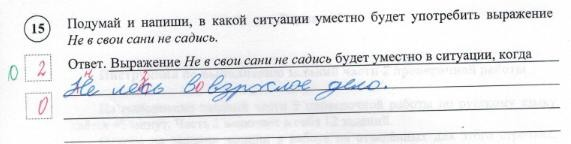 15 Подумай и напиши, в какой ситуации уместно будет употребить выражение
Не в свои сани не садись.
Ответ. Выражение Не в свои сани не садись будет уместно в ситуации, когда
0 2
Не лесь во взрослое дело.
0